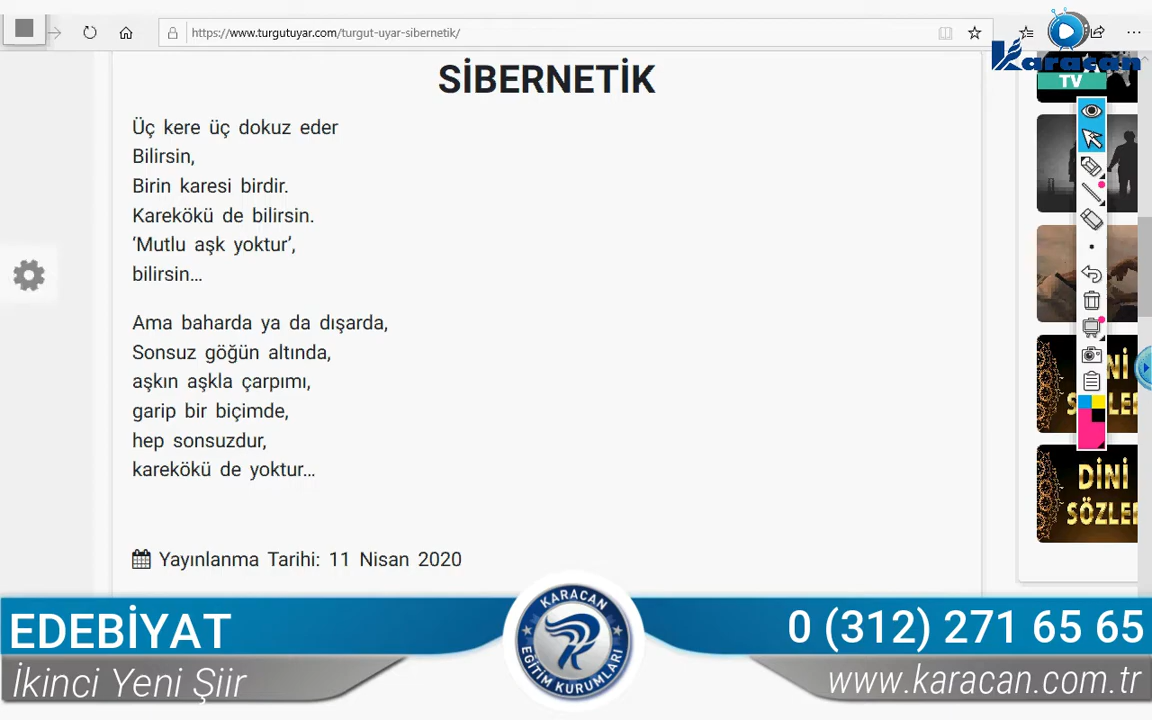 https://www.turgutuyar.com/turgut-uyar-sibernetik/
Karacan
TV
SİBERNETİK
Üç kere üç dokuz eder
Bilirsin,
Birin karesi birdir.
Karekökü de bilirsin.
‘Mutlu aşk yoktur’,
bilirsin...
Ama baharda ya da dışarda,
Sonsuz göğün altında,
aşkın aşkla çarpımı,
garip bir biçimde,
hep sonsuzdur,
karekökü de yoktur...
Yayınlanma Tarihi: 11 Nisan 2020
DİNİ
SÖZLE
EDEBİYAT
İkinci Yeni Şiir
KARACAN
EĞİTİM KURUMLARI
0 (312) 271 65 65
www.karacan.com.tr